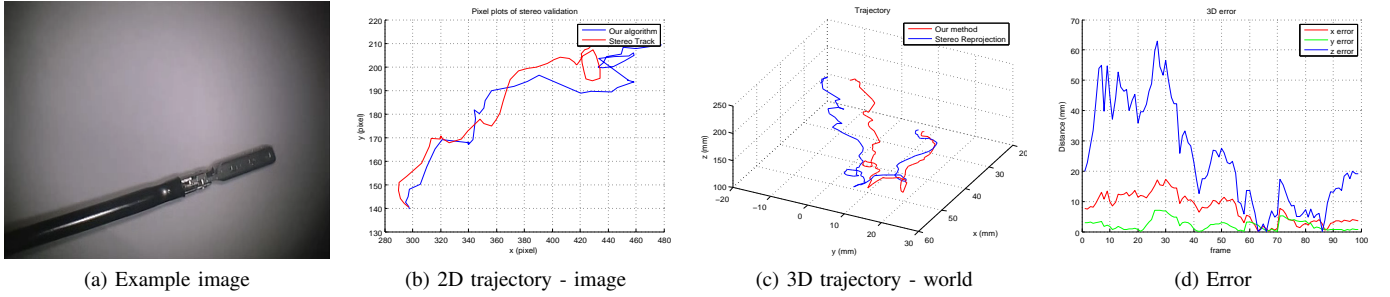 Pixel plots of stereo validation
220
210
200
190
180
170
160
150
140
130
y (pixel)
280 300 320 340 360 380 400 420 440 460 480
x (pixel)
Our algorithm
Stereo Track
Trajectory
Our method
Stereo Reprojection
250
200
150
100
z (mm)
−20
−10
0
10
20
30
y (mm)
20
30
40
50
60
x (mm)
3D error
70
60
50
40
30
20
10
0
Distance (mm)
0 10 20 30 40 50 60 70 80 90 100
frame
x error
y error
z error
(a) Example image
(b) 2D trajectory - image
(c) 3D trajectory - world
(d) Error